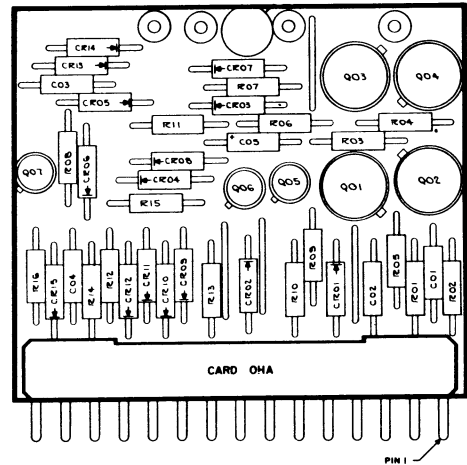 CR14
CR13
C03
CR05
CR07
R07
CR03
R11
R06
R04
C05
R03
Q03
Q04
Q07
R08
CR06
CR08
CR04
R15
Q06
Q05
Q01
Q02
R16
CR15
C04
R14
R12
CR12
CR11
CR10
CR09
R13
CR02
R10
R09
CR01
C02
R05
R01
C01
R02
CARD OHA
PIN 1